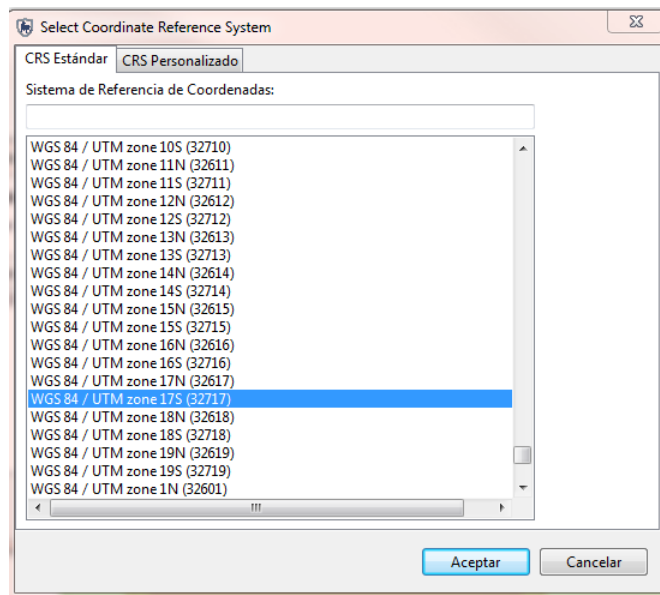 Select Coordinate Reference System
CRS Estándar CRS Personalizado
Sistema de Referencia de Coordenadas:
WGS 84 / UTM zone 10S (32710)
WGS 84 / UTM zone 11N (32611)
WGS 84 / UTM zone 11S (32711)
WGS 84 / UTM zone 12N (32612)
WGS 84 / UTM zone 12S (32712)
WGS 84 / UTM zone 13N (32613)
WGS 84 / UTM zone 13S (32713)
WGS 84 / UTM zone 14N (32614)
WGS 84 / UTM zone 14S (32714)
WGS 84 / UTM zone 15N (32615)
WGS 84 / UTM zone 15S (32715)
WGS 84 / UTM zone 16N (32616)
WGS 84 / UTM zone 16S (32716)
WGS 84 / UTM zone 17N (32617)
WGS 84 / UTM zone 17S (32717)
WGS 84 / UTM zone 18N (32618)
WGS 84 / UTM zone 18S (32718)
WGS 84 / UTM zone 19N (32619)
WGS 84 / UTM zone 19S (32719)
WGS 84 / UTM zone 1N (32601)
Aceptar Cancelar